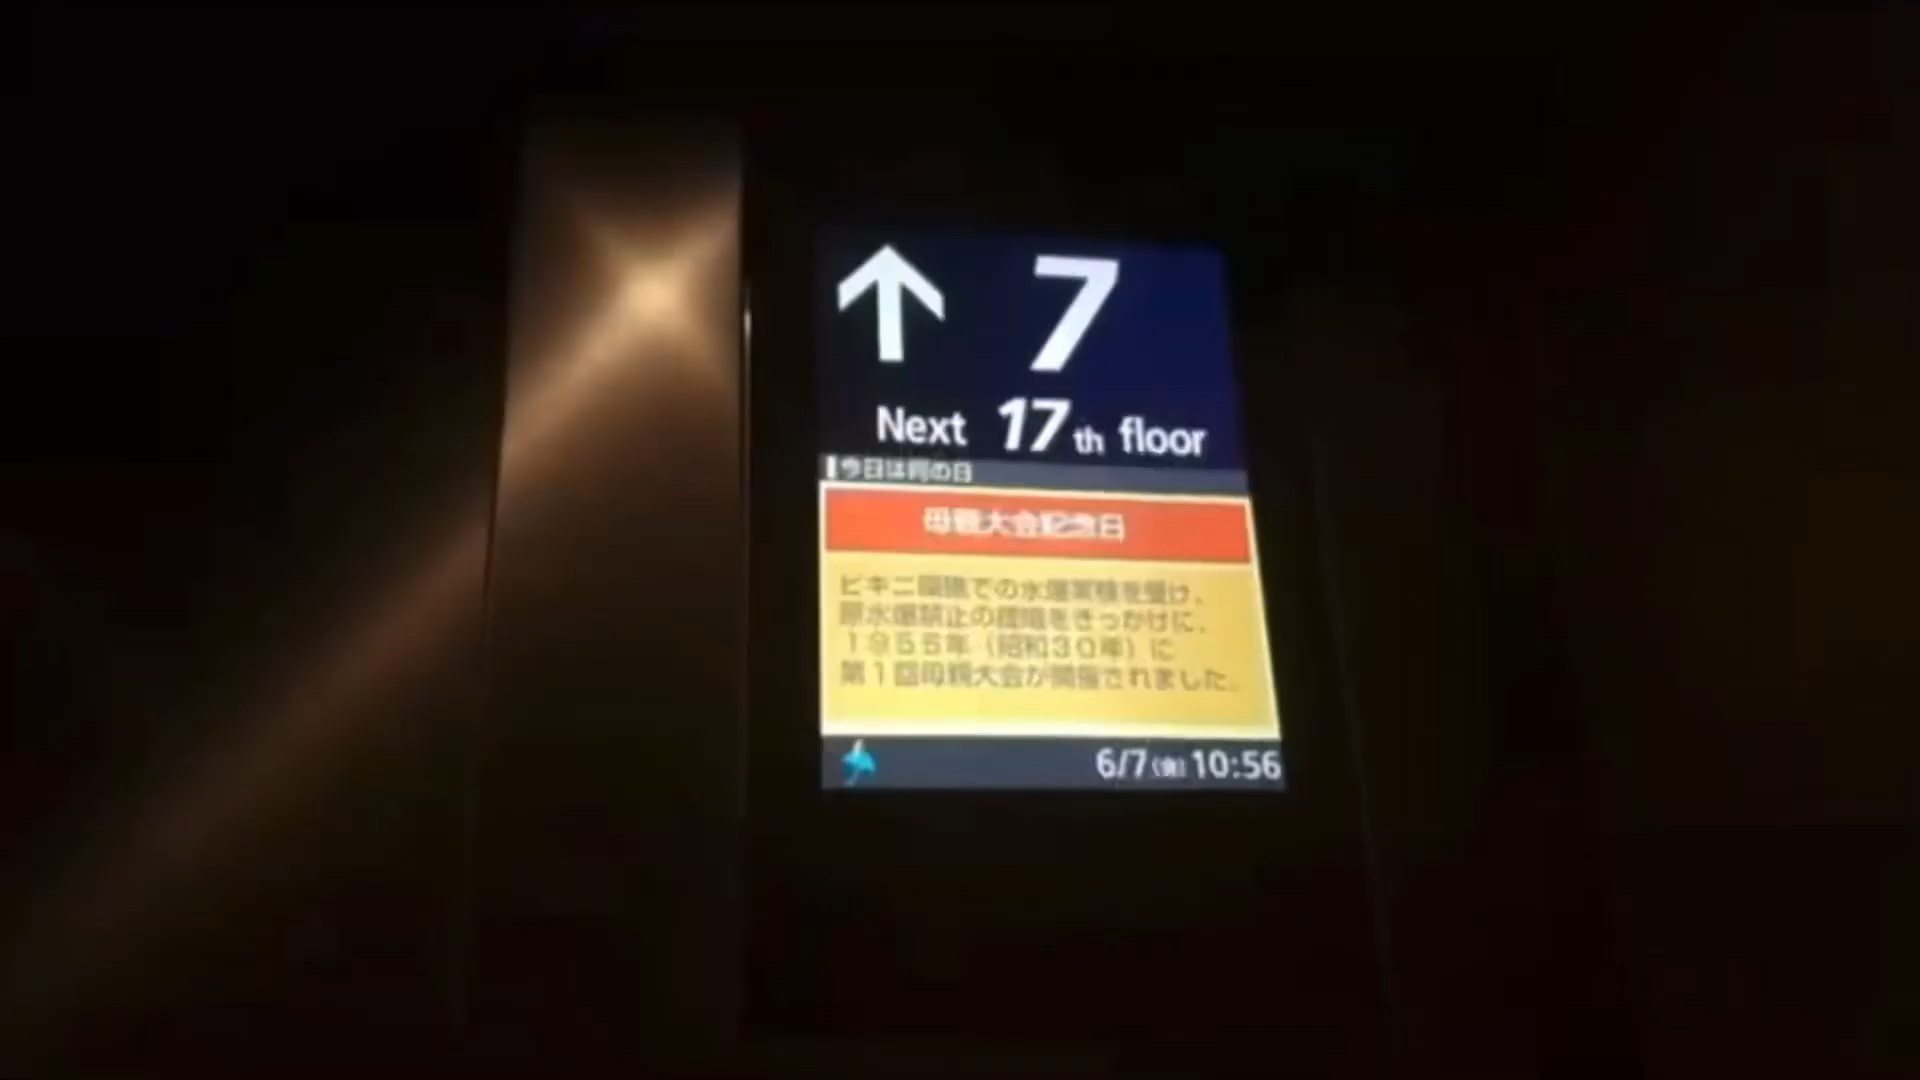 ↑ 7
Next 17th floor
今日は何の日
母親大会記念日
ビキニ環礁での水爆実験を受け、
原水爆禁止の提唱をきっかけに、
1955年（昭和30年）に
第1回母親大会が開催されました。
6/7(金) 10:56